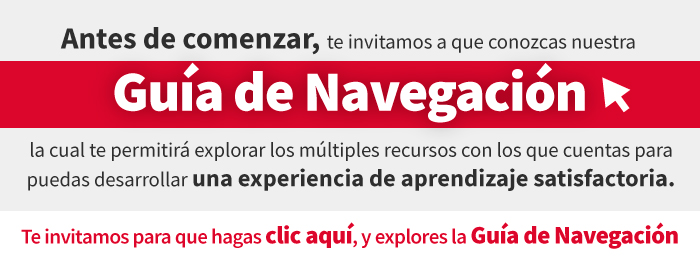 Antes de comenzar, te invitamos a que conozcas nuestra
Guía de Navegación
la cual te permitirá explorar los múltiples recursos con los que cuentas para
puedas desarrollar una experiencia de aprendizaje satisfactoria.
Te invitamos para que hagas clic aquí, y explores la Guía de Navegación